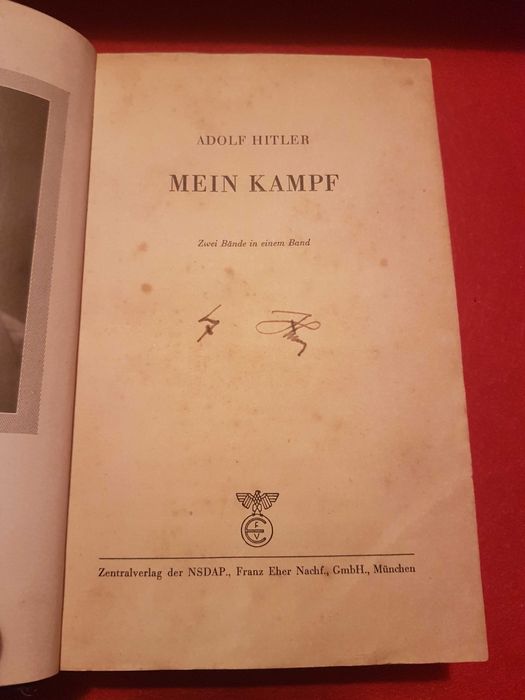 ADOLF HITLER
MEIN KAMPF
Zwei Bände in einem Band
F
E
V
Zentralverlag der NSDAP., Franz Eher Nachf., GmbH., München